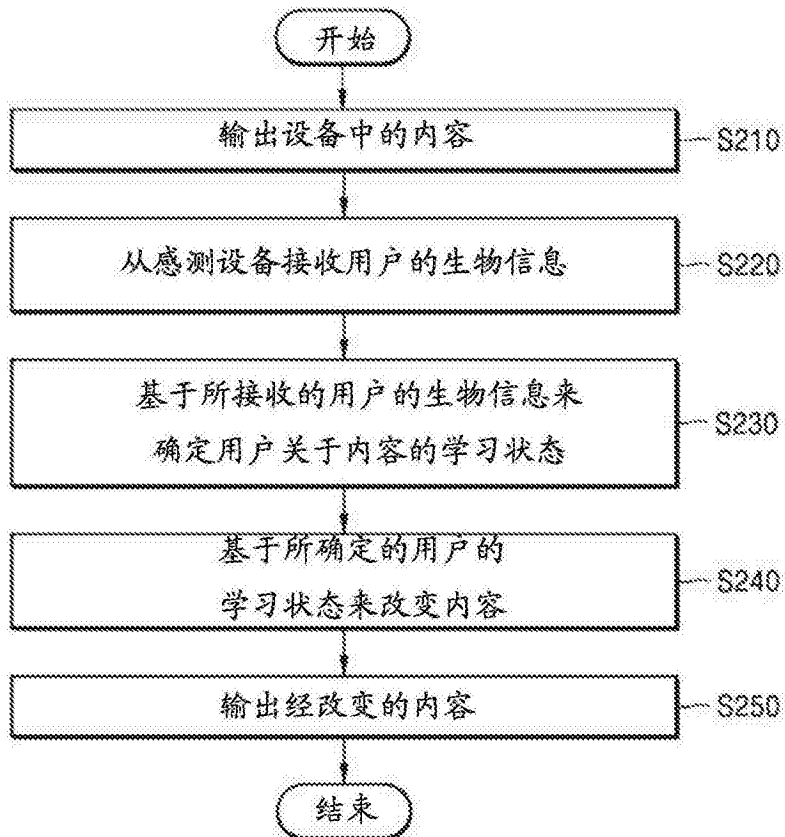 开始
输出设备中的内容
S210
从感测设备接收用户的生物信息
S220
基于所接收的用户的生物信息来
确定用户关于内容的学习状态
S230
基于所确定的用户的
学习状态来改变内容
S240
输出经改变的内容
S250
结束